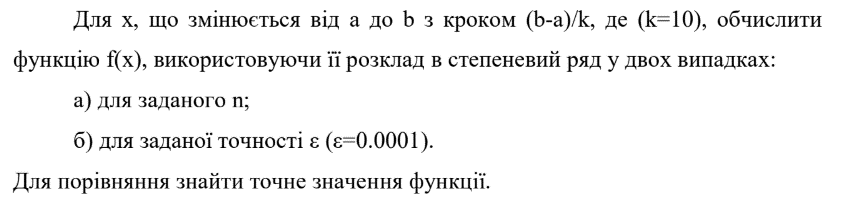 Для x, що змінюється від a до b з кроком (b-a)/k, де (k=10), обчислити
функцію f(x), використовуючи її розклад в степеневий ряд у двох випадках:
а) для заданого n;
б) для заданої точності ε (ε=0.0001).
Для порівняння знайти точне значення функції.